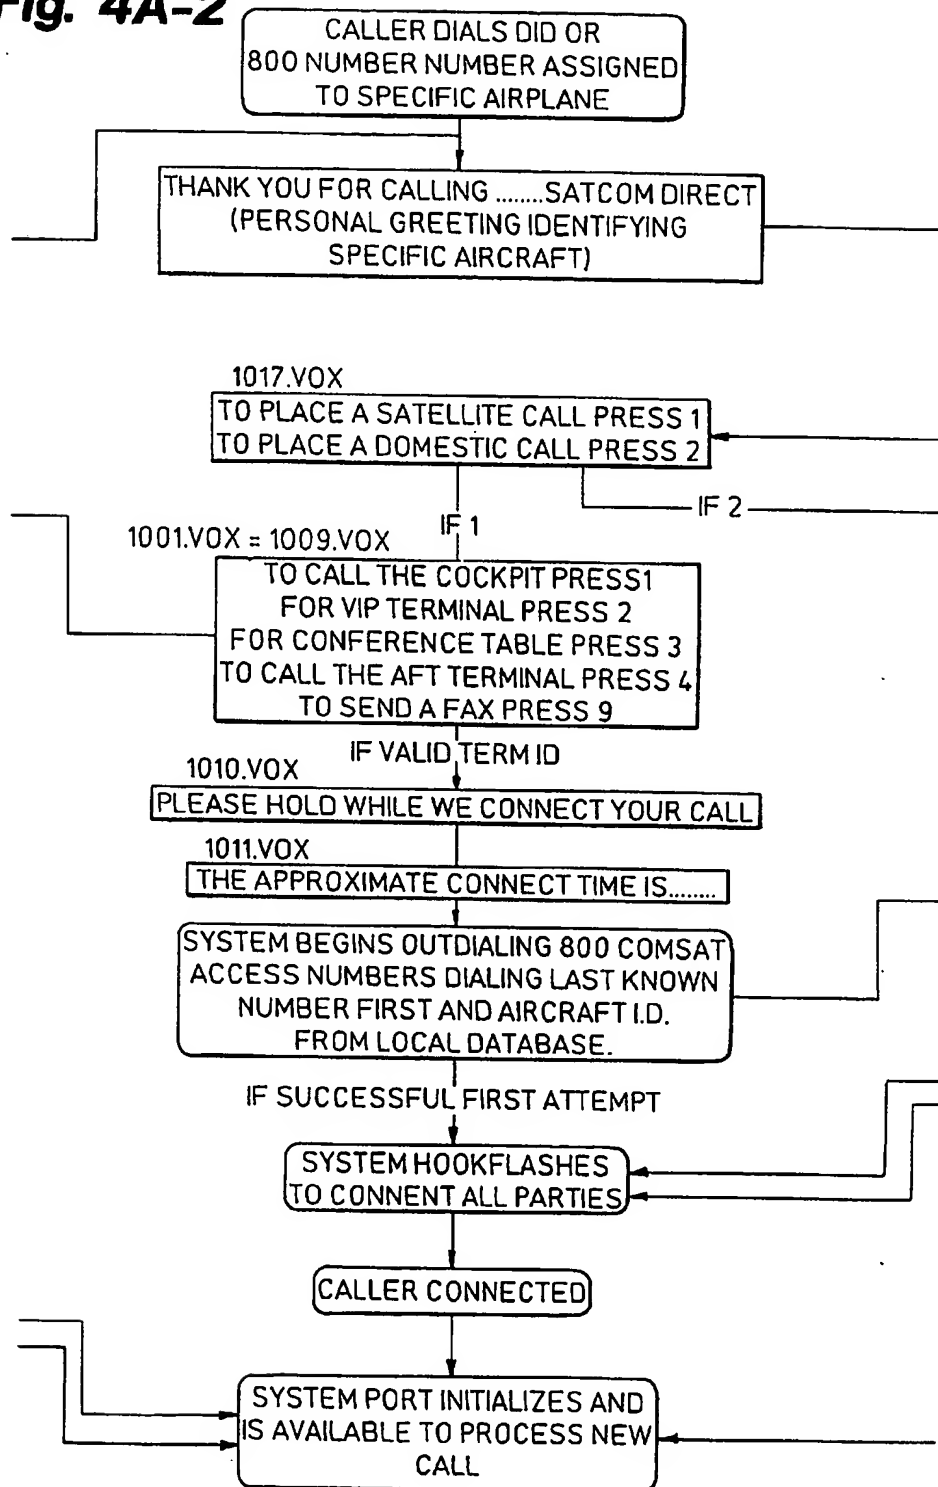 Fig. 4A-2
CALLER DIALS DID OR
800 NUMBER NUMBER ASSIGNED
TO SPECIFIC AIRPLANE
THANK YOU FOR CALLING ........SATCOM DIRECT
(PERSONAL GREETING IDENTIFYING
SPECIFIC AIRCRAFT)
1017.VOX
TO PLACE A SATELLITE CALL PRESS 1
TO PLACE A DOMESTIC CALL PRESS 2
IF 2
IF 1
1001.VOX = 1009.VOX
TO CALL THE COCKPIT PRESS1
FOR VIP TERMINAL PRESS 2
FOR CONFERENCE TABLE PRESS 3
TO CALL THE AFT TERMINAL PRESS 4
TO SEND A FAX PRESS 9
IF VALID TERM ID
1010.VOX
PLEASE HOLD WHILE WE CONNECT YOUR CALL
1011.VOX
THE APPROXIMATE CONNECT TIME IS........
SYSTEM BEGINS OUTDIALING 800 COMSAT
ACCESS NUMBERS DIALING LAST KNOWN
NUMBER FIRST AND AIRCRAFT I.D.
FROM LOCAL DATABASE.
IF SUCCESSFUL FIRST ATTEMPT
SYSTEM HOOKFLASHES
TO CONNENT ALL PARTIES
CALLER CONNECTED
SYSTEM PORT INITIALIZES AND
IS AVAILABLE TO PROCESS NEW
CALL